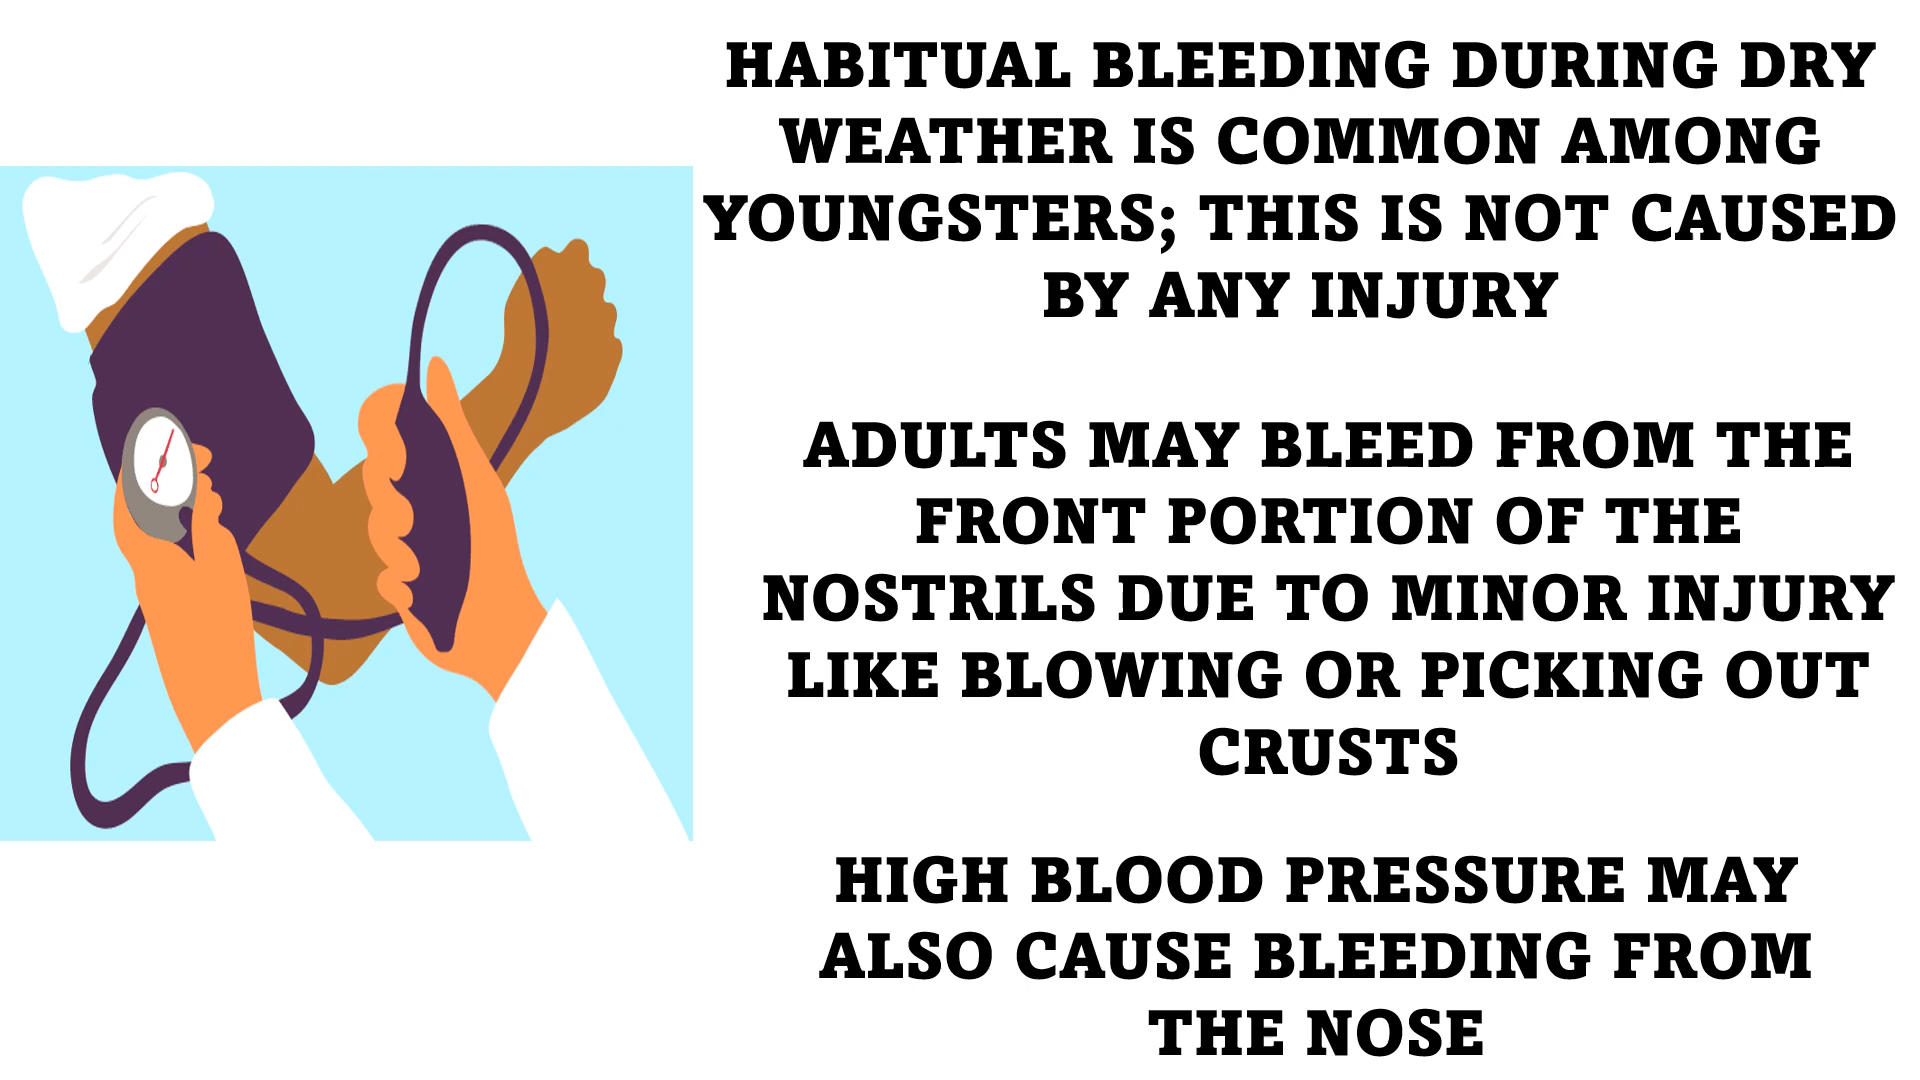 HABITUAL BLEEDING DURING DRY
WEATHER IS COMMON AMONG
YOUNGSTERS; THIS IS NOT CAUSED
BY ANY INJURY
ADULTS MAY BLEED FROM THE
FRONT PORTION OF THE
NOSTRILS DUE TO MINOR INJURY
LIKE BLOWING OR PICKING OUT
CRUSTS
HIGH BLOOD PRESSURE MAY
ALSO CAUSE BLEEDING FROM
THE NOSE